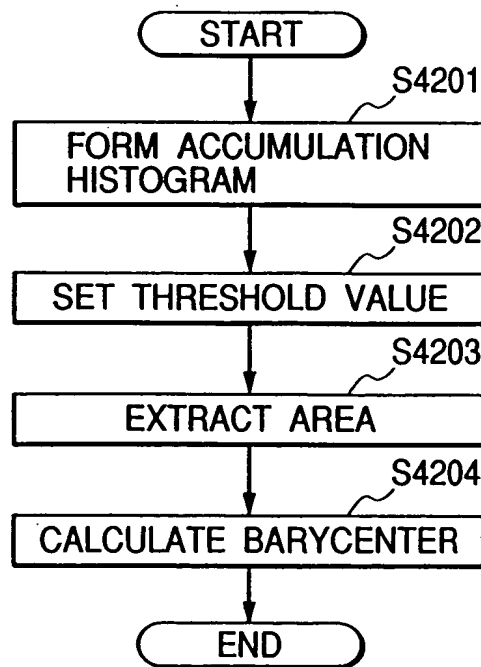 START
S4201
FORM ACCUMULATION
HISTOGRAM
S4202
SET THRESHOLD VALUE
S4203
EXTRACT AREA
S4204
CALCULATE BARYCENTER
END